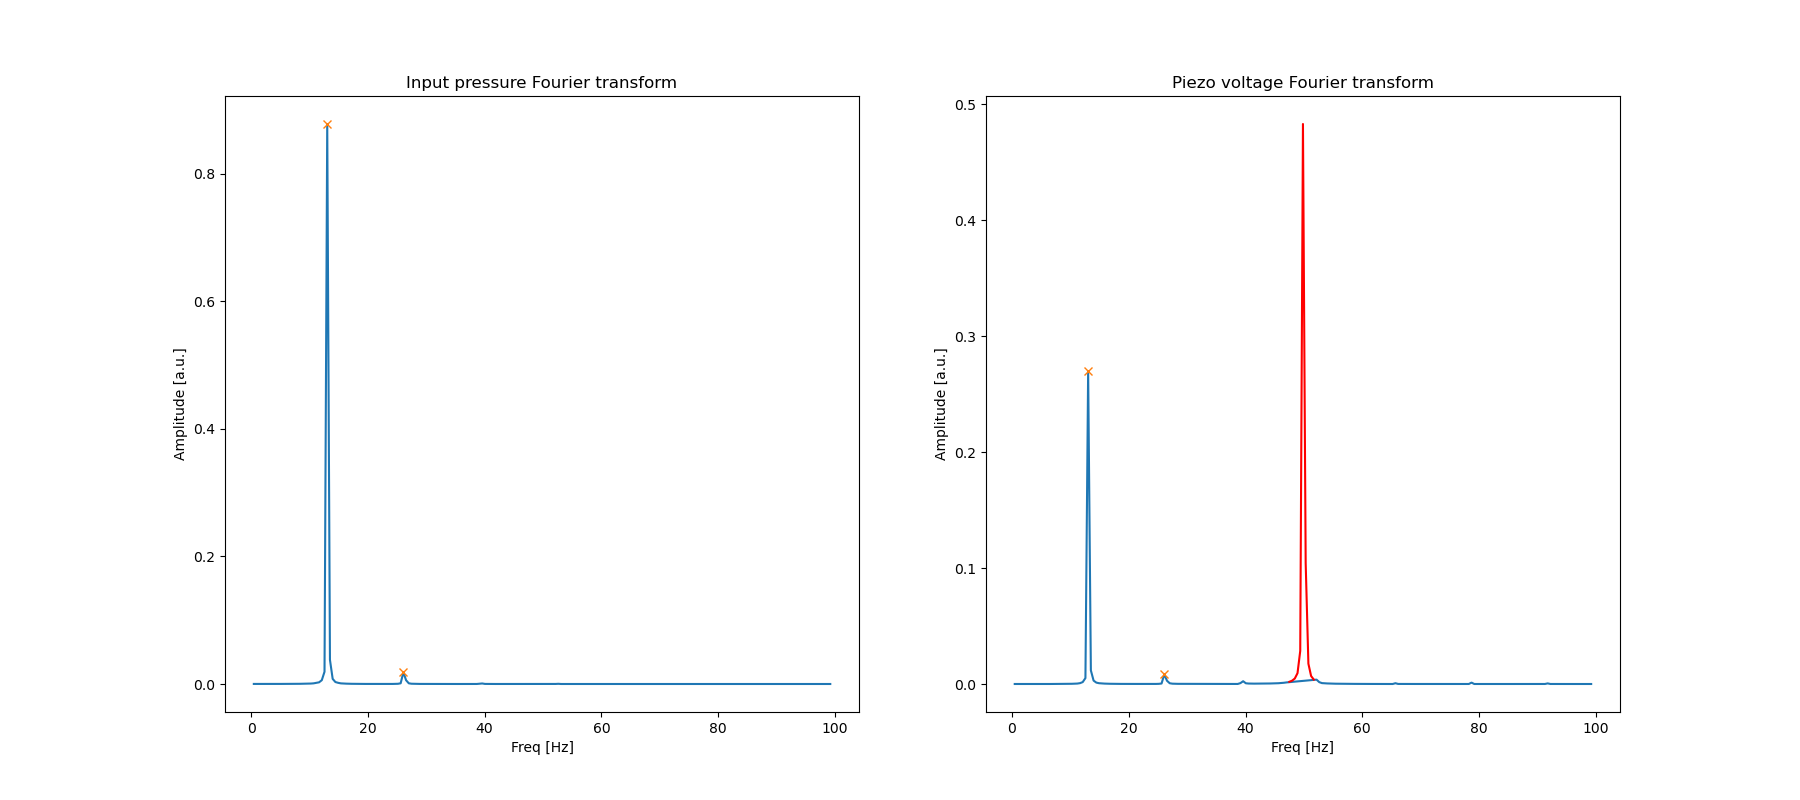 Input pressure Fourier transform
Amplitude [a.u.]
0.8
0.6
0.4
0.2
0.0
0 20 40 60 80 100
Freq [Hz]
Piezo voltage Fourier transform
Amplitude [a.u.]
0.5
0.4
0.3
0.2
0.1
0.0
0 20 40 60 80 100
Freq [Hz]